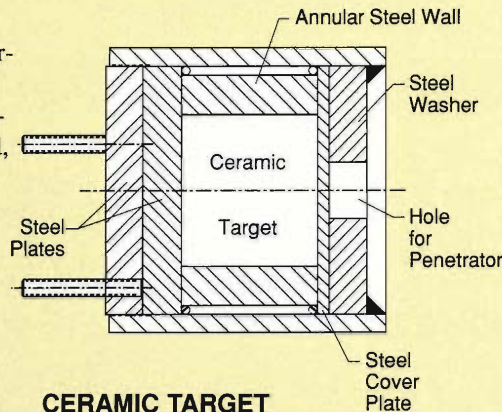 Annular Steel Wall
Steel
Washer
Ceramic
Target
Steel
Plates
Hole
for
Penetrator
Steel
Cover
Plate
CERAMIC TARGET